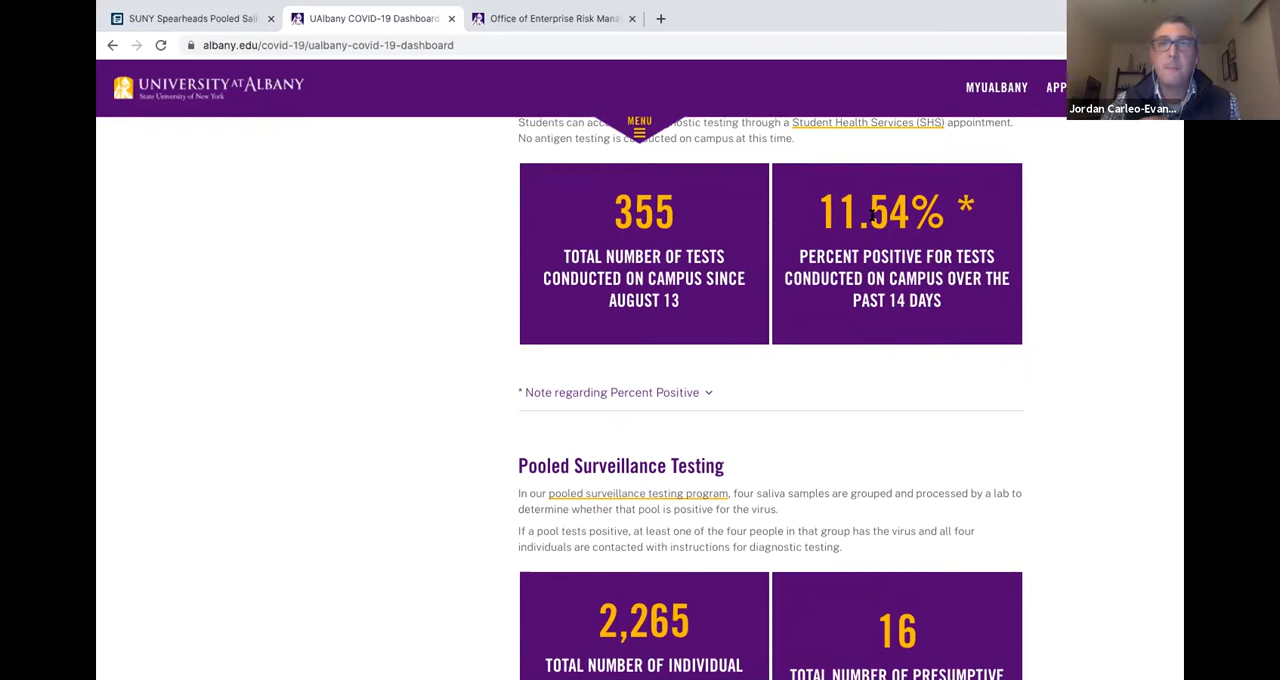 SUNY Spearheads Pooled Sali
UAlbany COVID-19 Dashboard
Office of Enterprise Risk Mana
albany.edu/covid-19/ualbany-covid-19-dashboard
UNIVERSITY AT ALBANY
State University of New York
MENU
MYUALBANY
APP
Jordan Carleo-Evan...
Students can acc
ostic testing through a Student Health Services (SHS) appointment.
No antigen testing is conducted on campus at this time.
355
TOTAL NUMBER OF TESTS
CONDUCTED ON CAMPUS SINCE
AUGUST 13
11.54% *
PERCENT POSITIVE FOR TESTS
CONDUCTED ON CAMPUS OVER THE
PAST 14 DAYS
* Note regarding Percent Positive
Pooled Surveillance Testing
In our pooled surveillance testing program, four saliva samples are grouped and processed by a lab to
determine whether that pool is positive for the virus.
If a pool tests positive, at least one of the four people in that group has the virus and all four
individuals are contacted with instructions for diagnostic testing.
2,265
TOTAL NUMBER OF INDIVIDUAL
16
TOTAL NUMBER OF PRESUMPTIVE